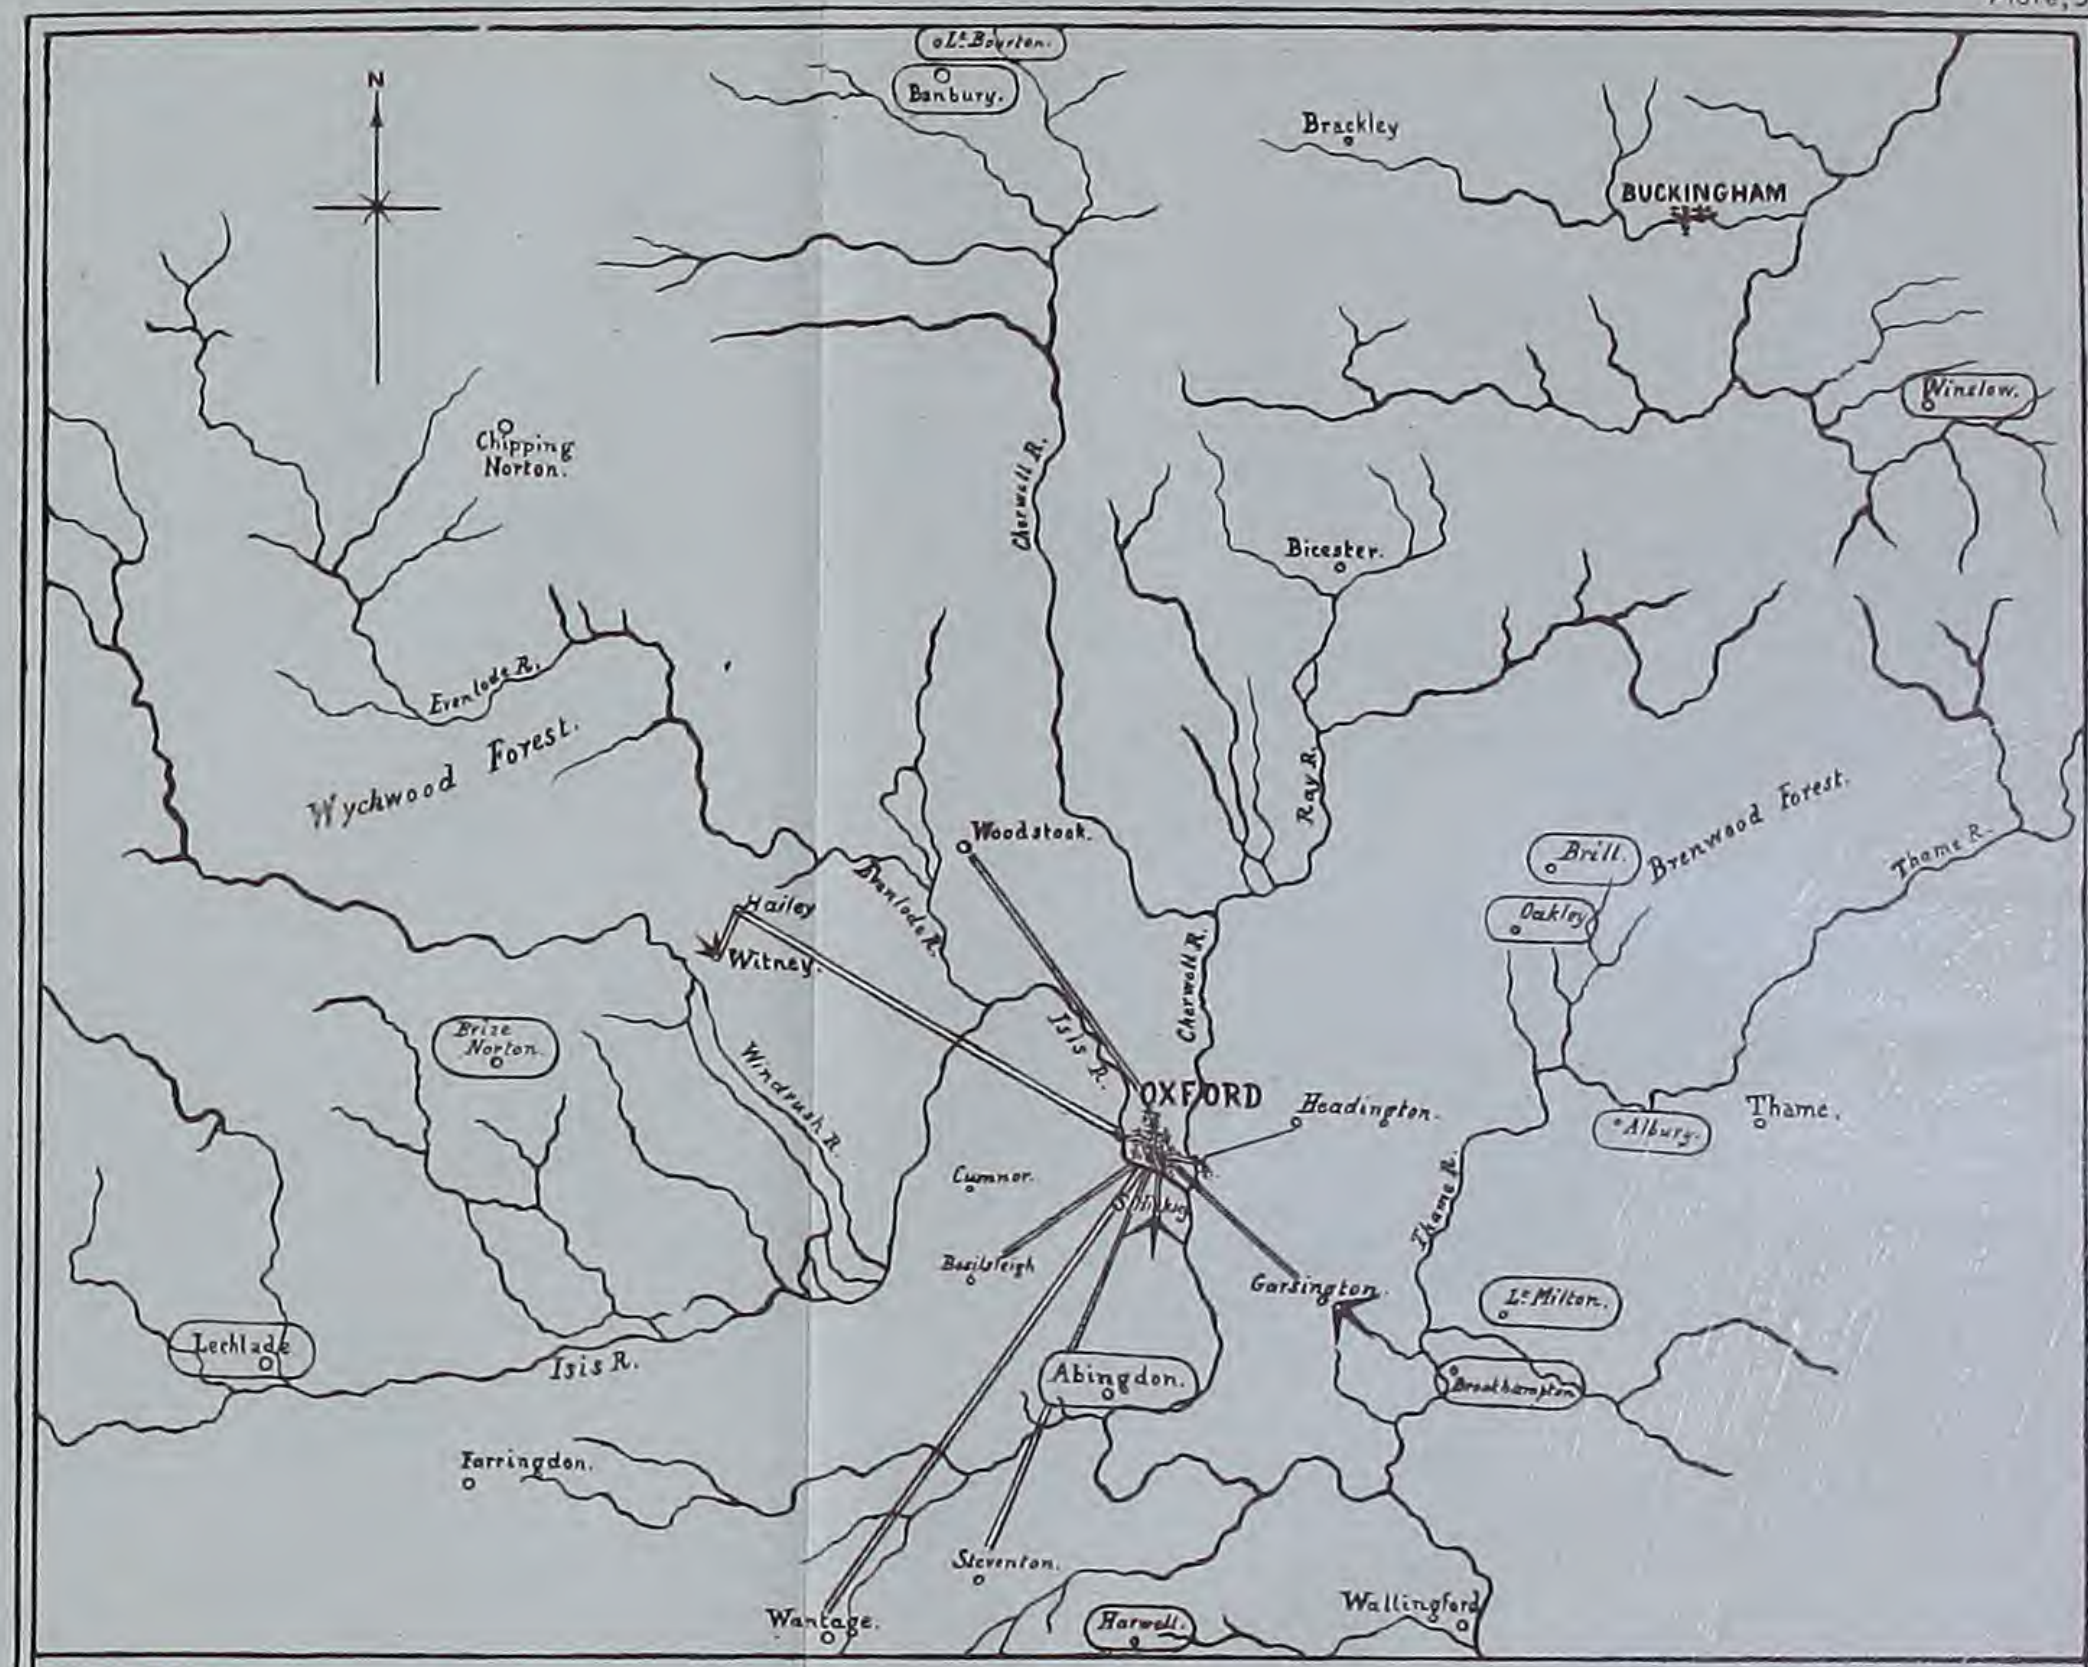 Lᵗ. Bourton.
Banbury.
N
Brackley
BUCKINGHAM
Winslow.
Chipping
Norton.
Cherwell R.
Bicester.
Evenlode R.
Wychwood Forest.
Ray R.
Woodstook.
Brill.
Brenwood Forest.
Thame R.
Evenlode R.
Hailey
Oakley
Witney.
Cherwell R.
Brize
Norton.
Isis R.
Windrush R.
OXFORD
Headington.
Thame.
Albury.
Cumnor.
Thame R.
Basilsleigh
Garsington.
Lᵗ. Milton.
Lechlade
Isis R.
Abingdon.
Brookhampton
Farringdon.
Steventon.
Wantage.
Harwell.
Wallingford